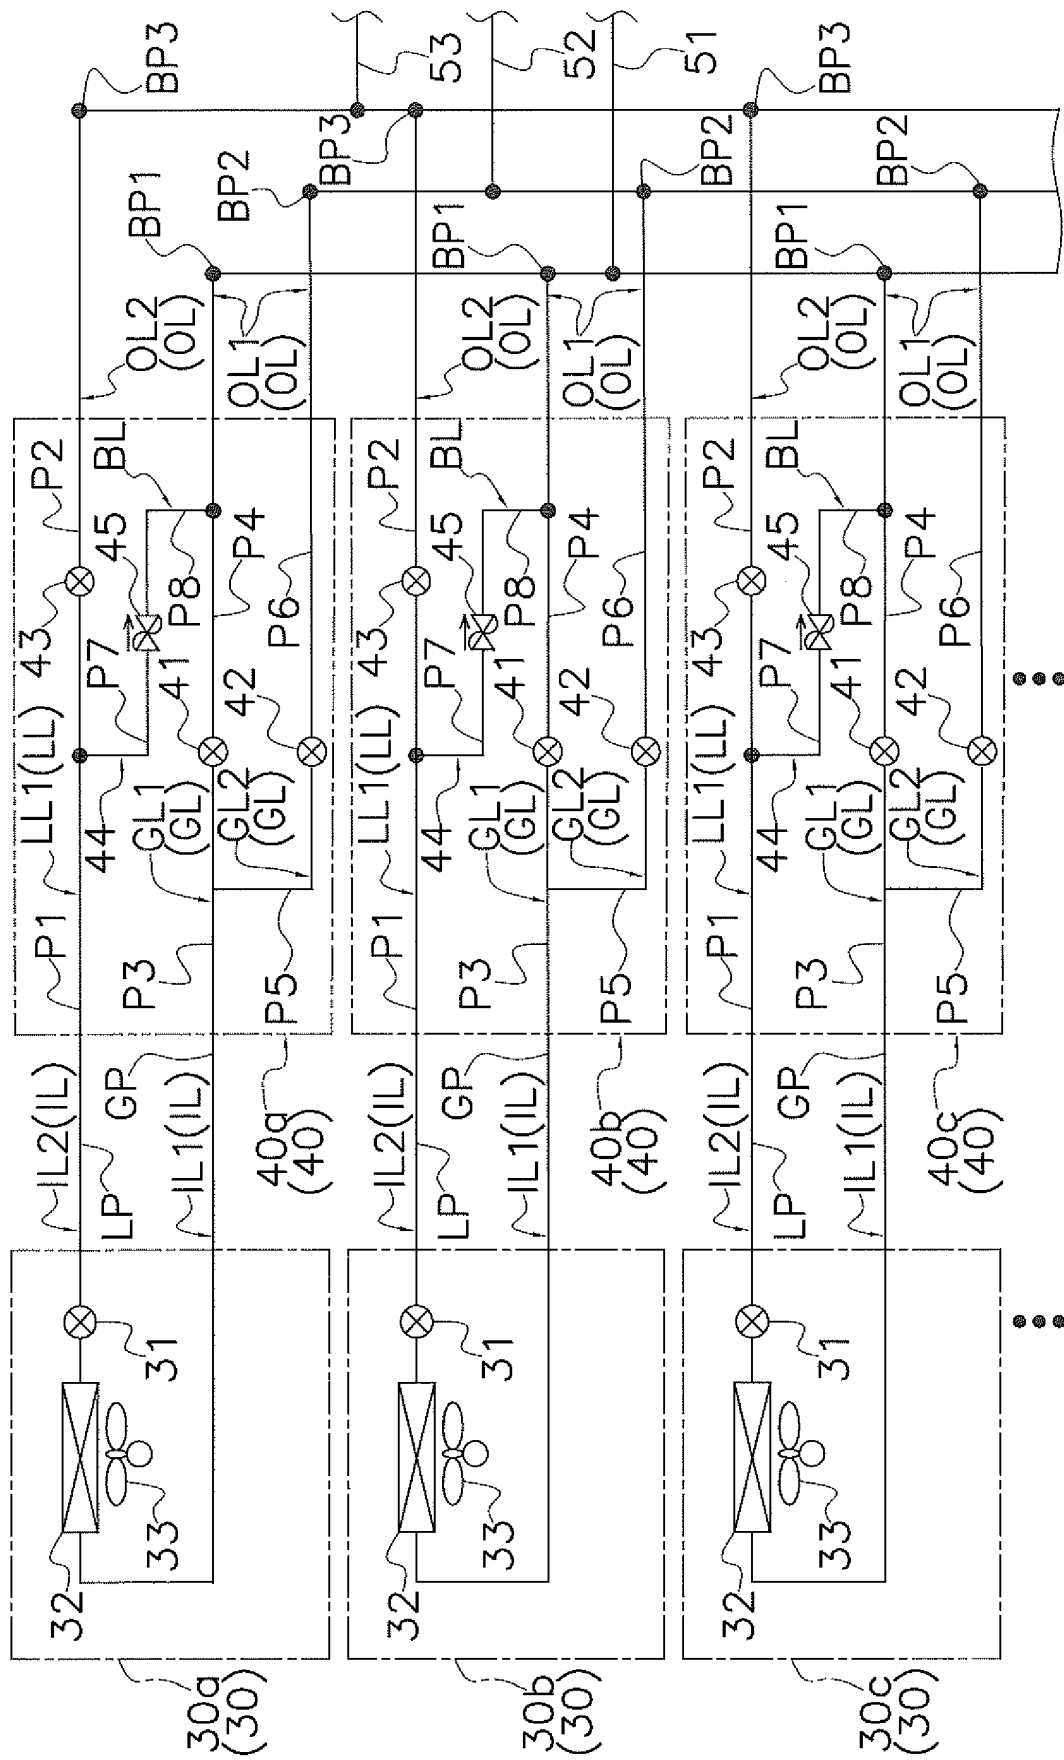 30a
(30)
32
33
31
IL2(IL)
LP
GP
IL1(IL)
40a
(40)
P1
LL1(LL)
43
P2
44
P7
45
BL
P8
P3
GL1
(GL)
41
P4
GL2
(GL)
42
P5
P6
OL2
(OL)
OL1
(OL)
BP1
BP2
BP3
53
52
51
30b
(30)
32
33
31
IL2(IL)
LP
GP
IL1(IL)
40b
(40)
P1
LL1(LL)
43
P2
44
P7
45
BL
P8
P3
GL1
(GL)
41
P4
GL2
(GL)
42
P5
P6
OL2
(OL)
OL1
(OL)
BP1
BP2
BP3
30c
(30)
32
33
31
IL2(IL)
LP
GP
IL1(IL)
40c
(40)
P1
LL1(LL)
43
P2
44
P7
45
BL
P8
P3
GL1
(GL)
41
P4
GL2
(GL)
42
P5
P6
OL2
(OL)
OL1
(OL)
BP1
BP2
BP3